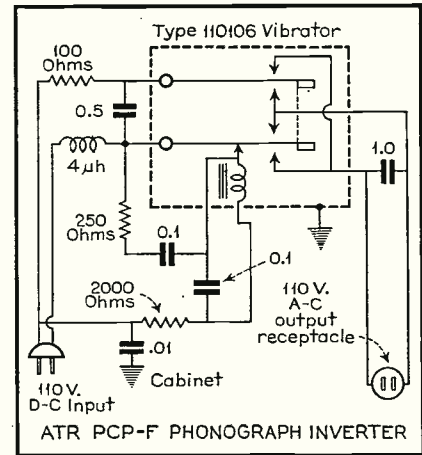 Type 110106 Vibrator
100
Ohms
0.5
4μh
1.0
250
Ohms
0.1
0.1
2000
Ohms
110 V.
A-C
output
receptacle
.01
Cabinet
110 V.
D-C Input
ATR PCP-F PHONOGRAPH INVERTER